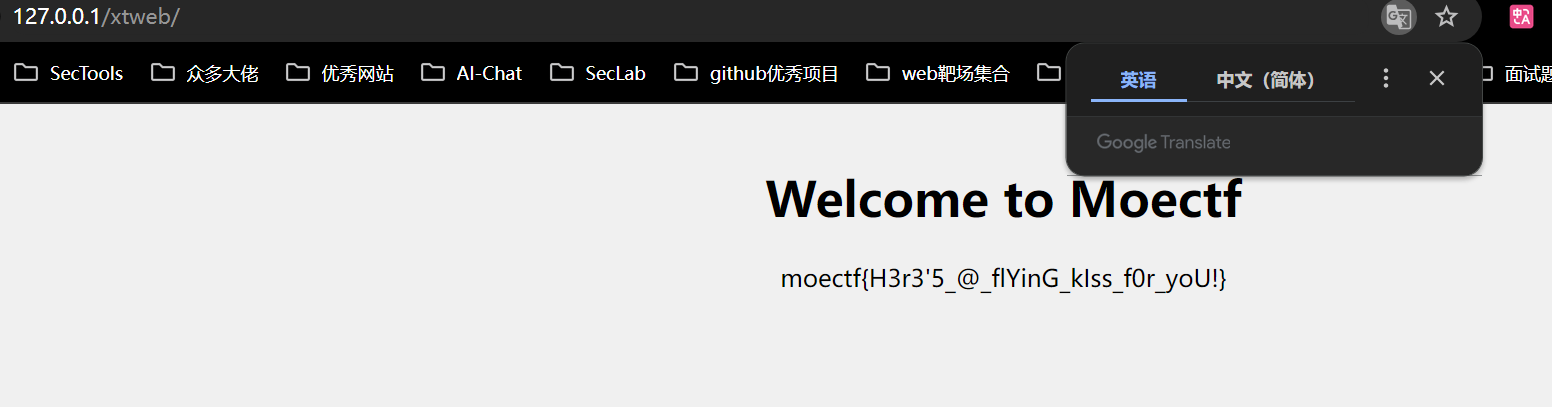 127.0.0.1/xtweb/
SecTools 众多大佬 优秀网站 AI-Chat SecLab github优秀项目 web靶场集合 面试题
英语 中文（简体）
Google Translate
Welcome to Moectf
moectf{H3r3'5_@_flYinG_kIss_f0r_yoU!}